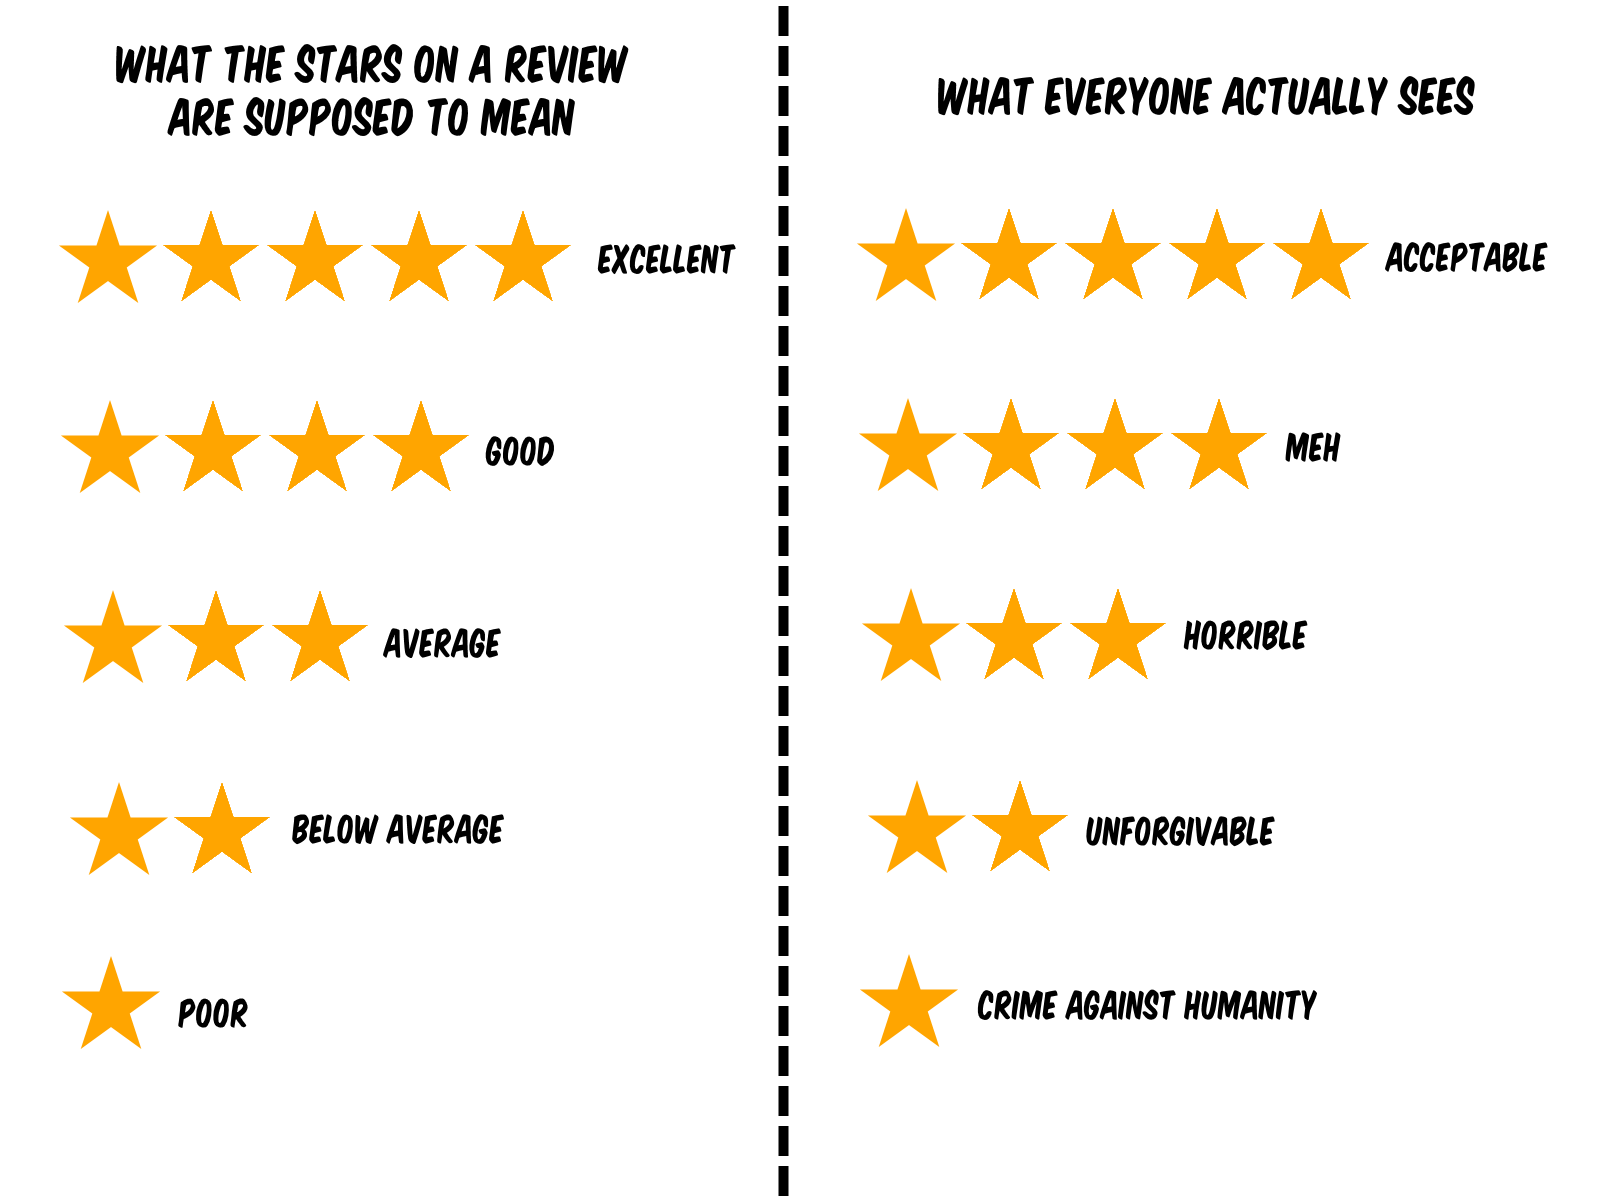 WHAT THE STARS ON A REVIEW
ARE SUPPOSED TO MEAN
EXCELLENT
GOOD
AVERAGE
BELOW AVERAGE
POOR
WHAT EVERYONE ACTUALLY SEES
ACCEPTABLE
MEH
HORRIBLE
UNFORGIVABLE
CRIME AGAINST HUMANITY